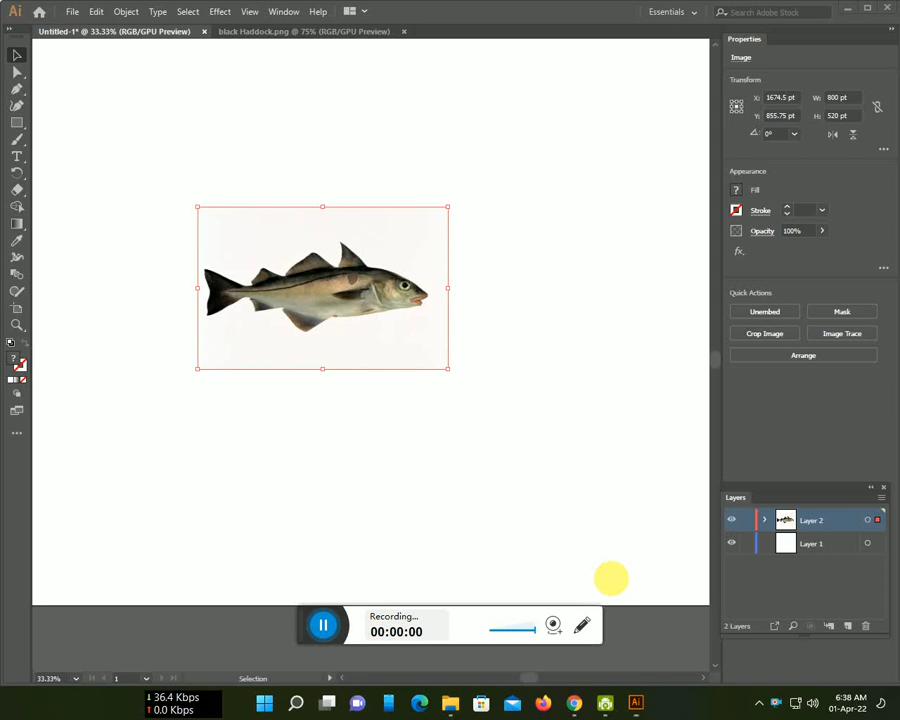 Ai File Edit Object Type Select Effect View Window Help Essentials Search Adobe Stock
Untitled-1* @ 33.33% (RGB/GPU Preview) × black Haddock.png @ 75% (RGB/GPU Preview) ×
Properties
Image
Transform
X: 1674.5 pt W: 800 pt
Y: 855.75 pt H: 520 pt
0°
Appearance
? Fill
Stroke
Opacity 100%
fx.
Quick Actions
Unembed Mask
Crop Image Image Trace
Arrange
Layers
Layer 2
Layer 1
2 Layers
Recording...
00:00:00
33.33% 1 Selection
36.4 Kbps
0.0 Kbps
Ai
6:38 AM
01-Apr-22